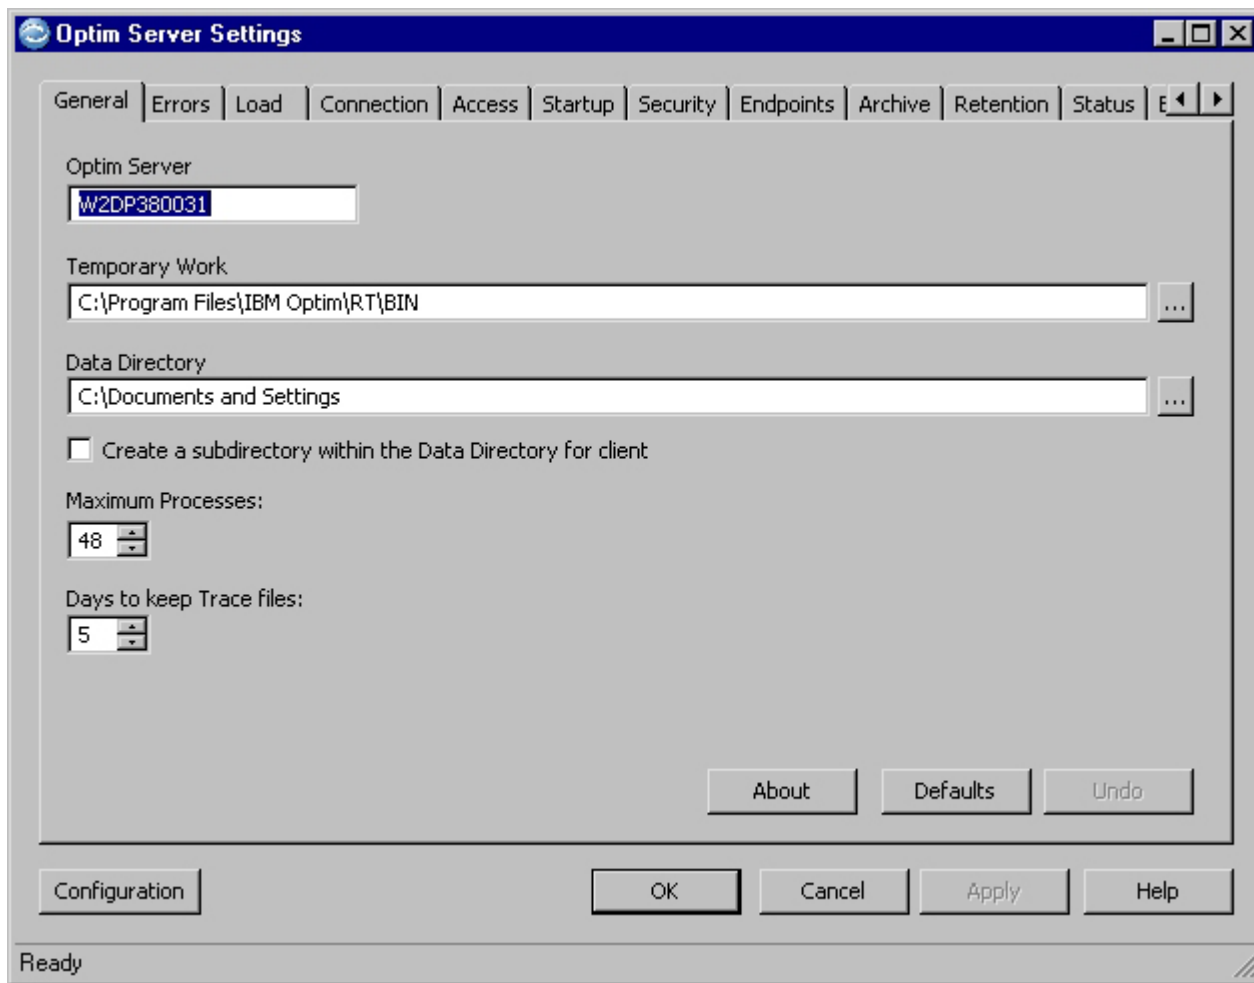 Optim Server Settings
General Errors Load Connection Access Startup Security Endpoints Archive Retention Status
Optim Server
W2DP380031
Temporary Work
C:\Program Files\IBM Optim\RT\BIN
...
Data Directory
C:\Documents and Settings
...
Create a subdirectory within the Data Directory for client
Maximum Processes:
48
Days to keep Trace files:
5
About Defaults Undo
Configuration OK Cancel Apply Help
Ready